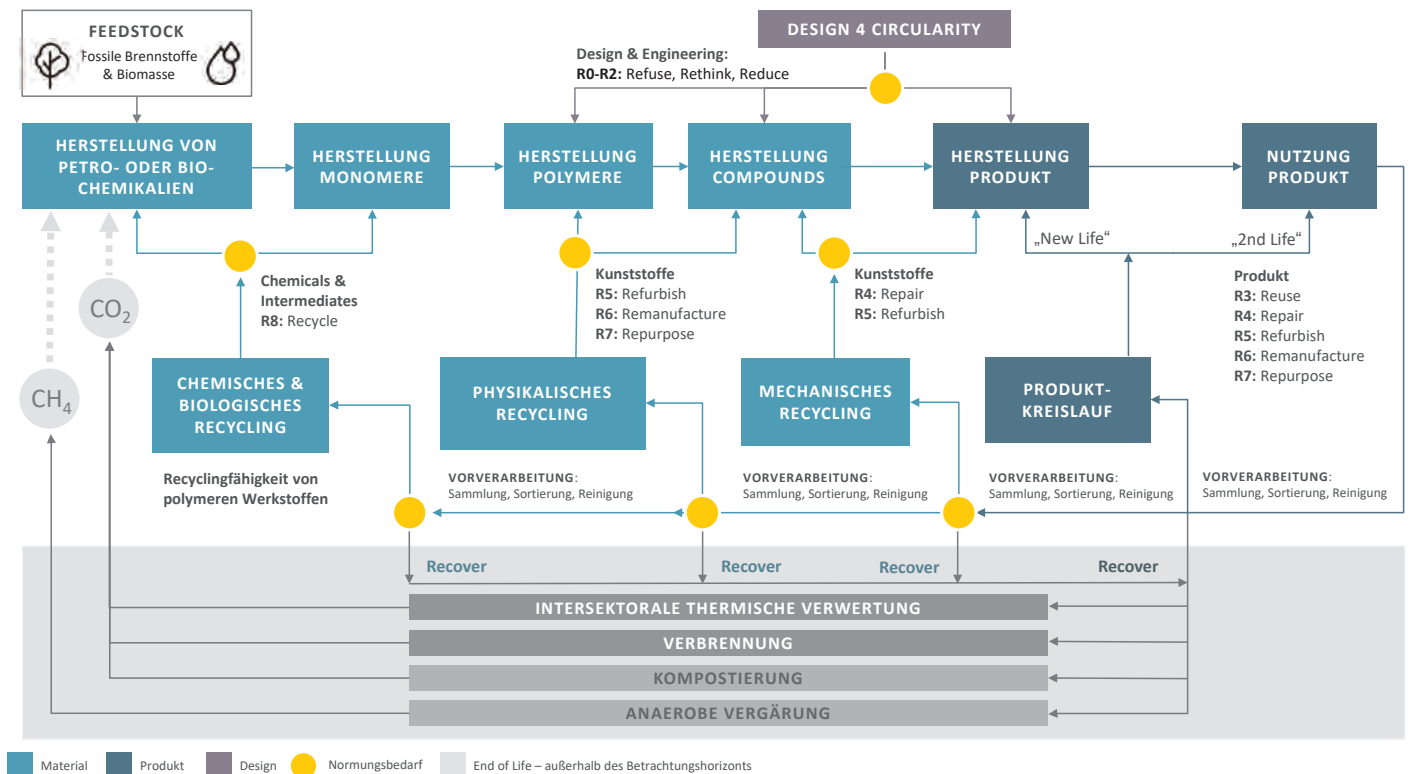 FEEDSTOCK
Fossile Brennstoffe
& Biomasse
DESIGN 4 CIRCULARITY
Design & Engineering:
R0-R2: Refuse, Rethink, Reduce
HERSTELLUNG VON
PETRO- ODER BIO-
CHEMIKALIEN
HERSTELLUNG
MONOMERE
HERSTELLUNG
POLYMERE
HERSTELLUNG
COMPOUNDS
HERSTELLUNG
PRODUKT
NUTZUNG
PRODUKT
„New Life“
„2nd Life“
Chemicals &
Intermediates
R8: Recycle
Kunststoffe
R5: Refurbish
R6: Remanufacture
R7: Repurpose
Kunststoffe
R4: Repair
R5: Refurbish
Produkt
R3: Reuse
R4: Repair
R5: Refurbish
R6: Remanufacture
R7: Repurpose
CO2
CH4
CHEMISCHES &
BIOLOGISCHES
RECYCLING
PHYSIKALISCHES
RECYCLING
MECHANISCHES
RECYCLING
PRODUKT-
KREISLAUF
Recyclingfähigkeit von
polymeren Werkstoffen
VORVERARBEITUNG:
Sammlung, Sortierung, Reinigung
VORVERARBEITUNG:
Sammlung, Sortierung, Reinigung
VORVERARBEITUNG:
Sammlung, Sortierung, Reinigung
VORVERARBEITUNG:
Sammlung, Sortierung, Reinigung
Recover
Recover
Recover
Recover
INTERSEKTORALE THERMISCHE VERWERTUNG
VERBRENNUNG
KOMPOSTIERUNG
ANAEROBE VERGÄRUNG
Material
Produkt
Design
Normungsbedarf
End of Life – außerhalb des Betrachtungshorizonts